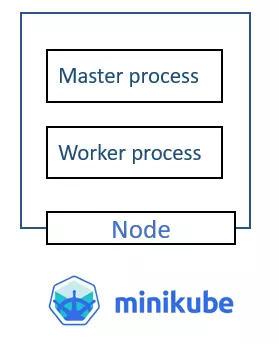 Master process
Worker process
Node
minikube